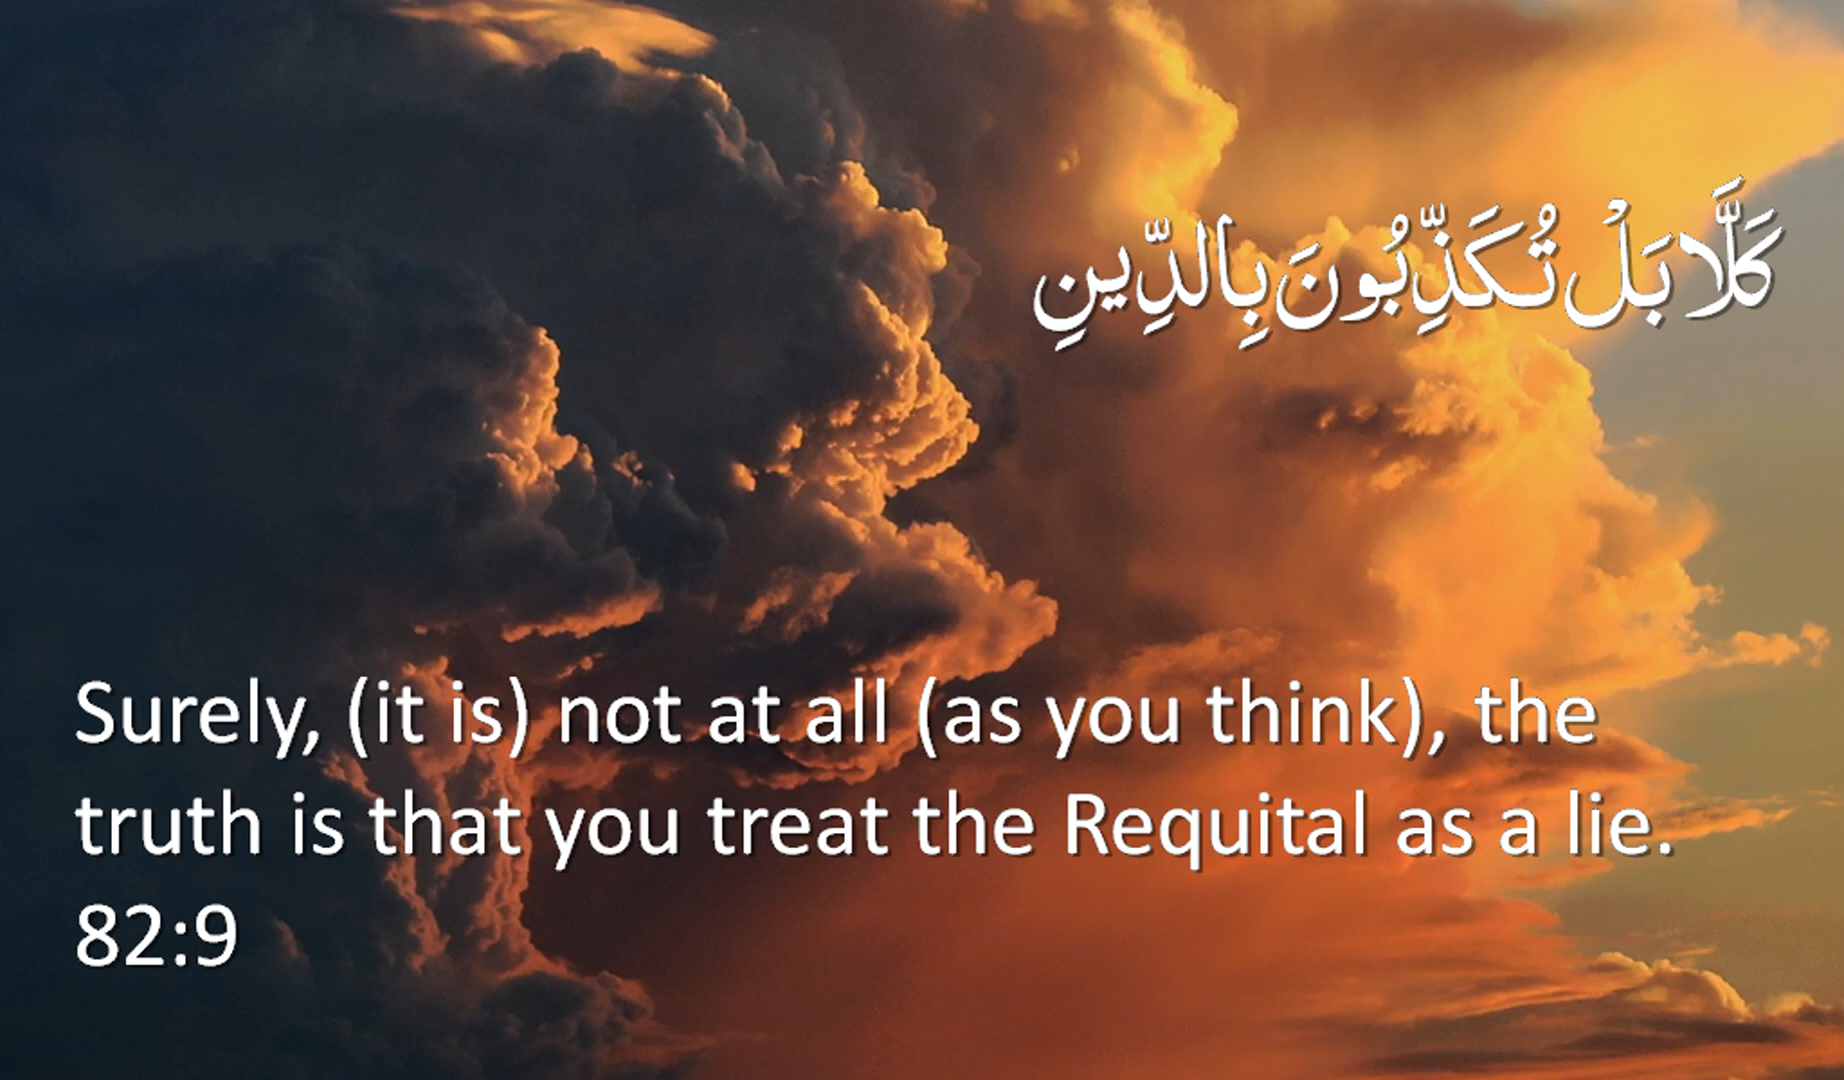 كَلَّا بَلْ تُكَذِّبُونَ بِالدِّينِ
Surely, (it is) not at all (as you think), the
truth is that you treat the Requital as a lie.
82:9